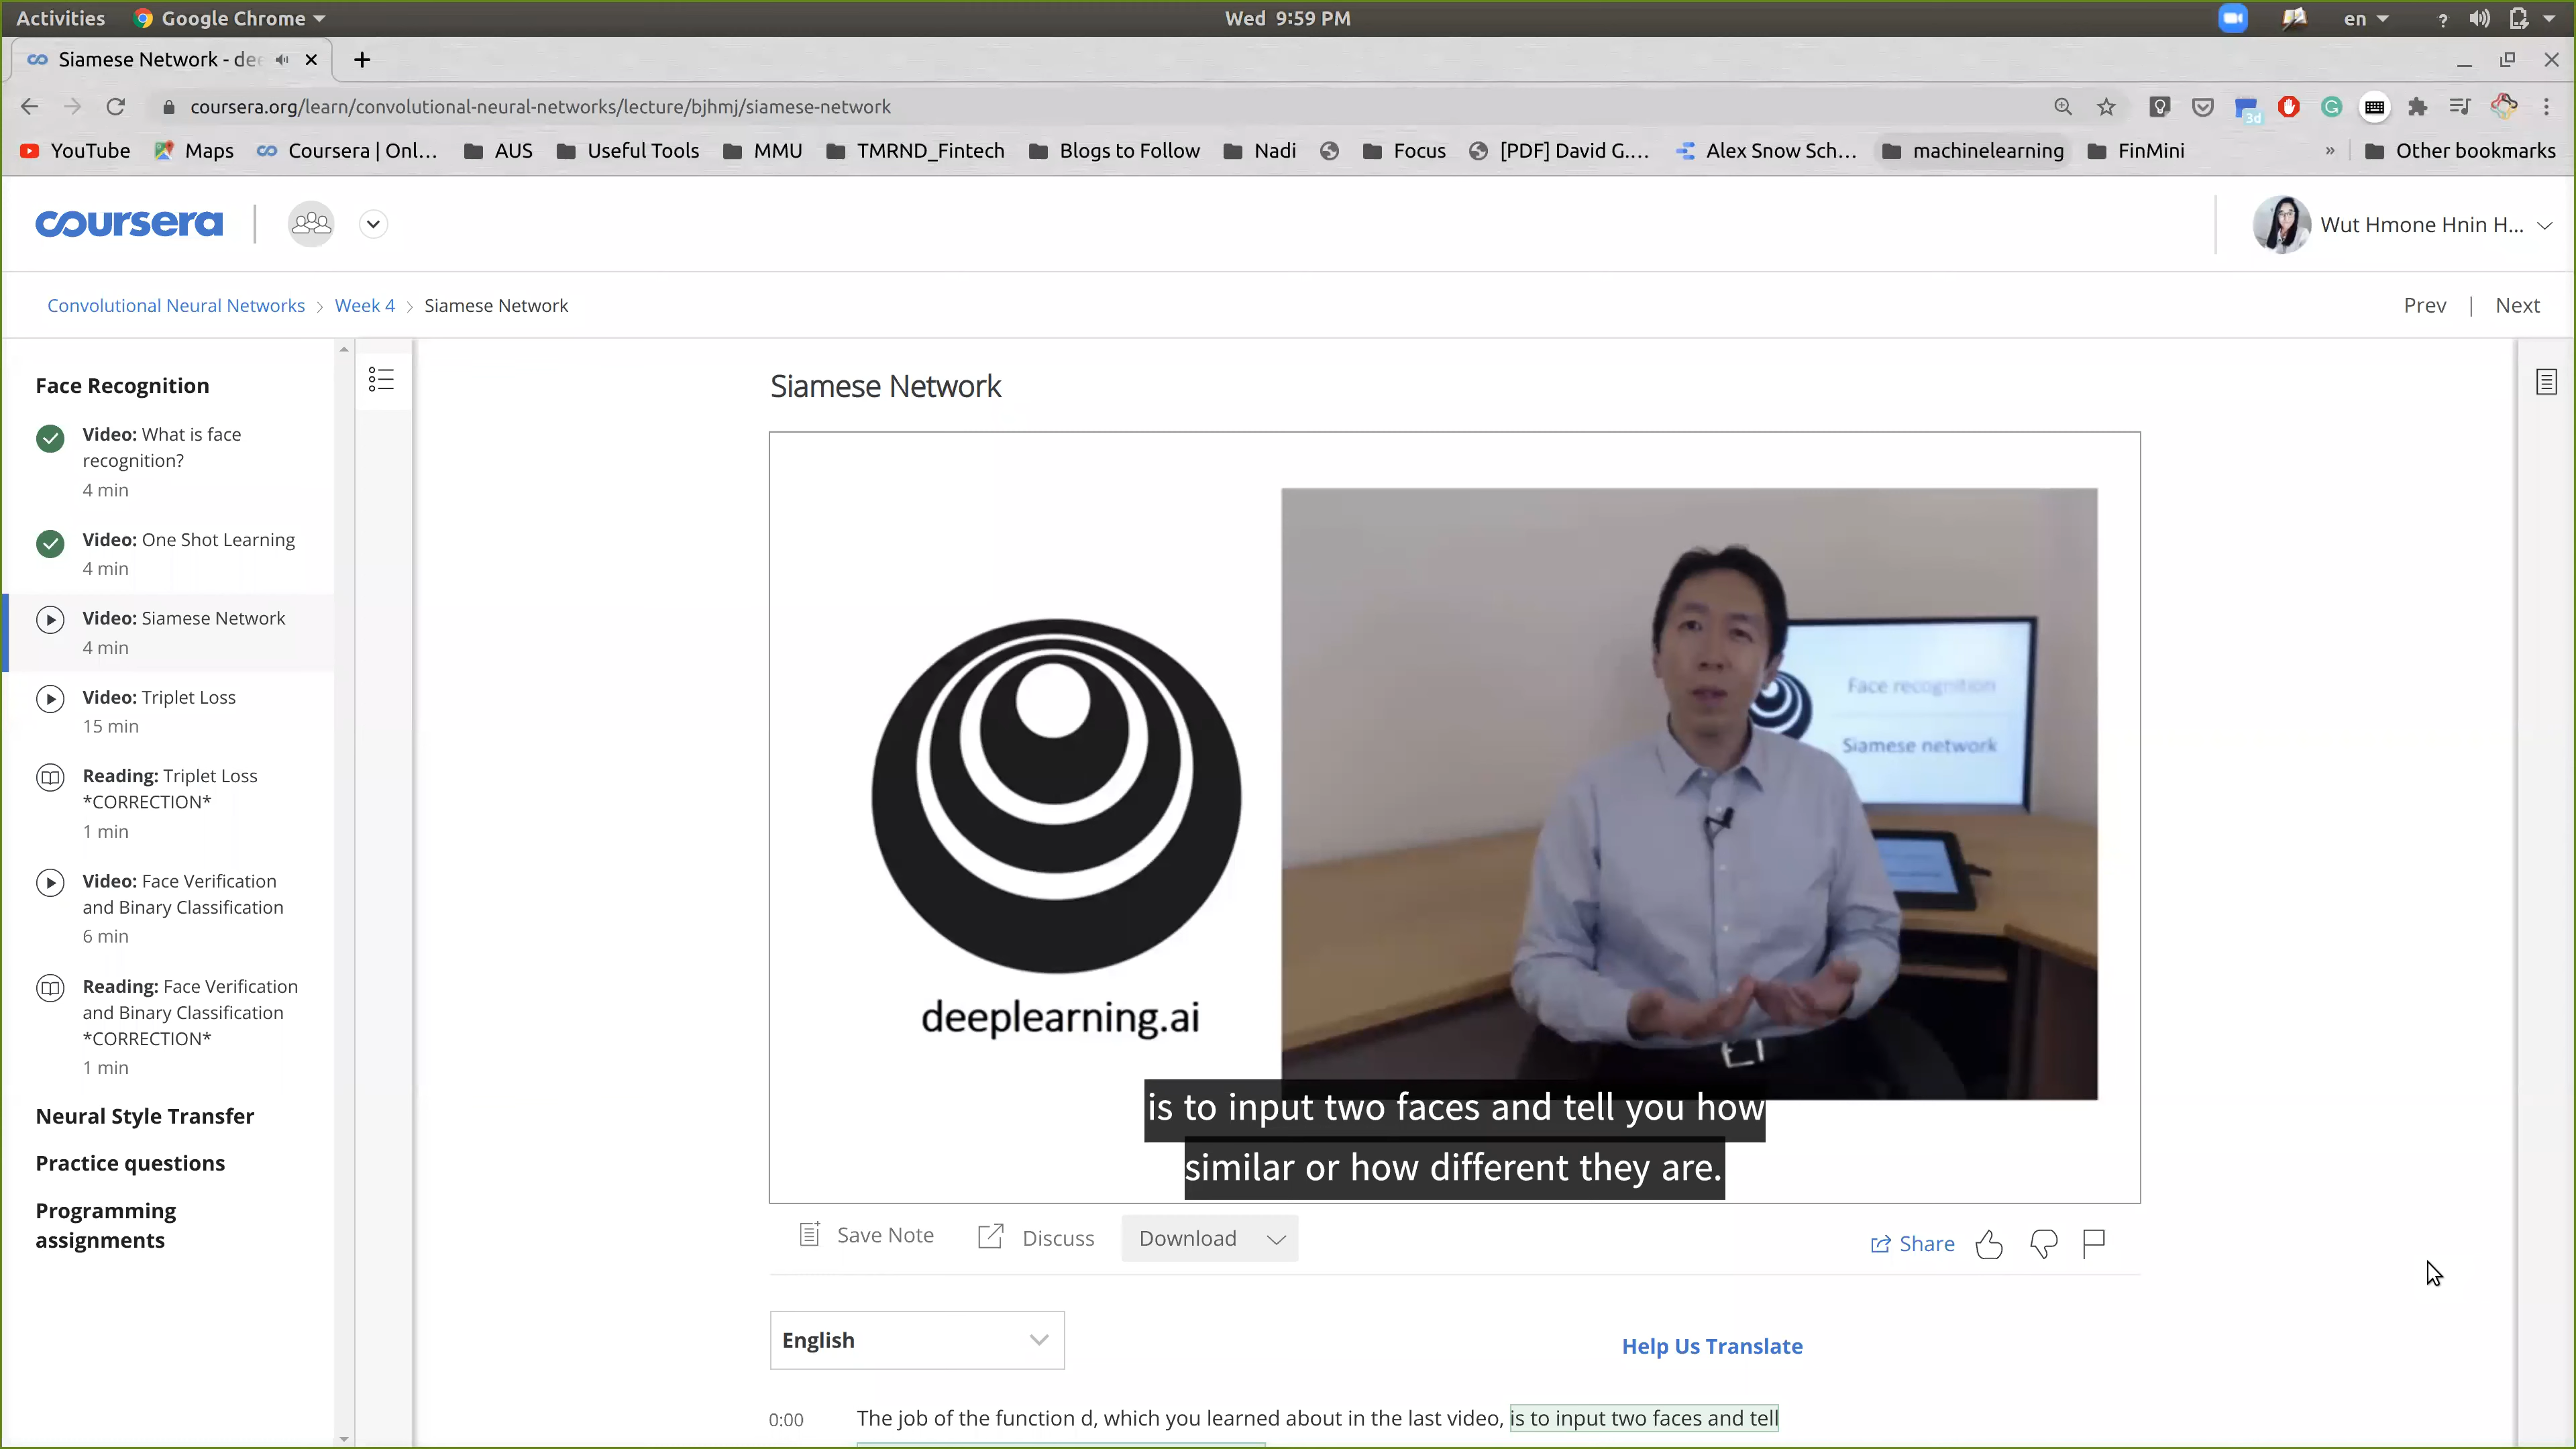 Activities Google Chrome Wed 9:59 PM en ?
Siamese Network - dee
coursera.org/learn/convolutional-neural-networks/lecture/bjhmj/siamese-network 3d
YouTube Maps Coursera | Onl... AUS Useful Tools MMU TMRND_Fintech Blogs to Follow Nadi Focus [PDF] David G.... Alex Snow Sch... machinelearning FinMini » Other bookmarks
coursera Wut Hmone Hnin H...
Convolutional Neural Networks > Week 4 > Siamese Network Prev | Next
Face Recognition
Video: What is face
recognition?
4 min
Video: One Shot Learning
4 min
Video: Siamese Network
4 min
Video: Triplet Loss
15 min
Reading: Triplet Loss
*CORRECTION*
1 min
Video: Face Verification
and Binary Classification
6 min
Reading: Face Verification
and Binary Classification
*CORRECTION*
1 min
Neural Style Transfer
Practice questions
Programming
assignments
Siamese Network
Face recognition
Siamese network
deeplearning.ai
is to input two faces and tell you how
similar or how different they are.
Save Note Discuss Download Share
English Help Us Translate
0:00 The job of the function d, which you learned about in the last video, is to input two faces and tell